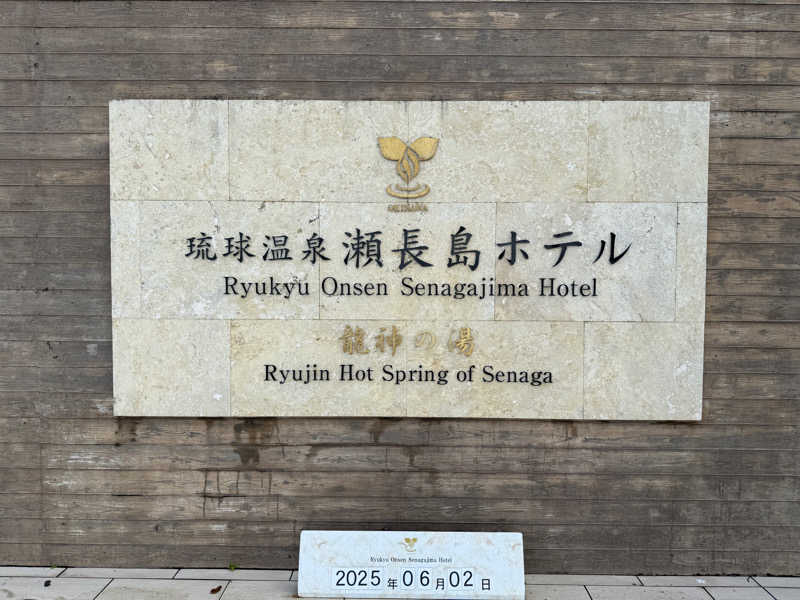 OKINAWA
琉球温泉 瀬長島ホテル
Ryukyu Onsen Senagajima Hotel
龍神の湯
Ryujin Hot Spring of Senaga
Ryukyu Onsen Senagajima Hotel
2025年06月02日